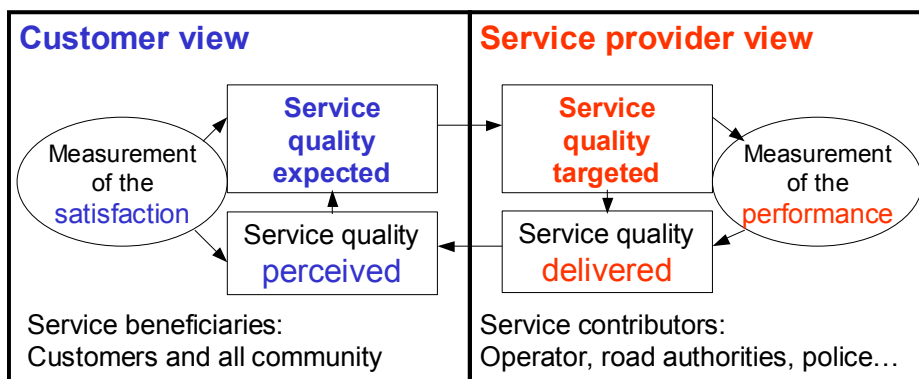 Customer view
Service provider view
Measurement
of the
satisfaction
Service
quality
expected
Service
quality
targeted
Measurement
of the
performance
Service quality
perceived
Service quality
delivered
Service beneficiaries:
Customers and all community
Service contributors:
Operator, road authorities, police…